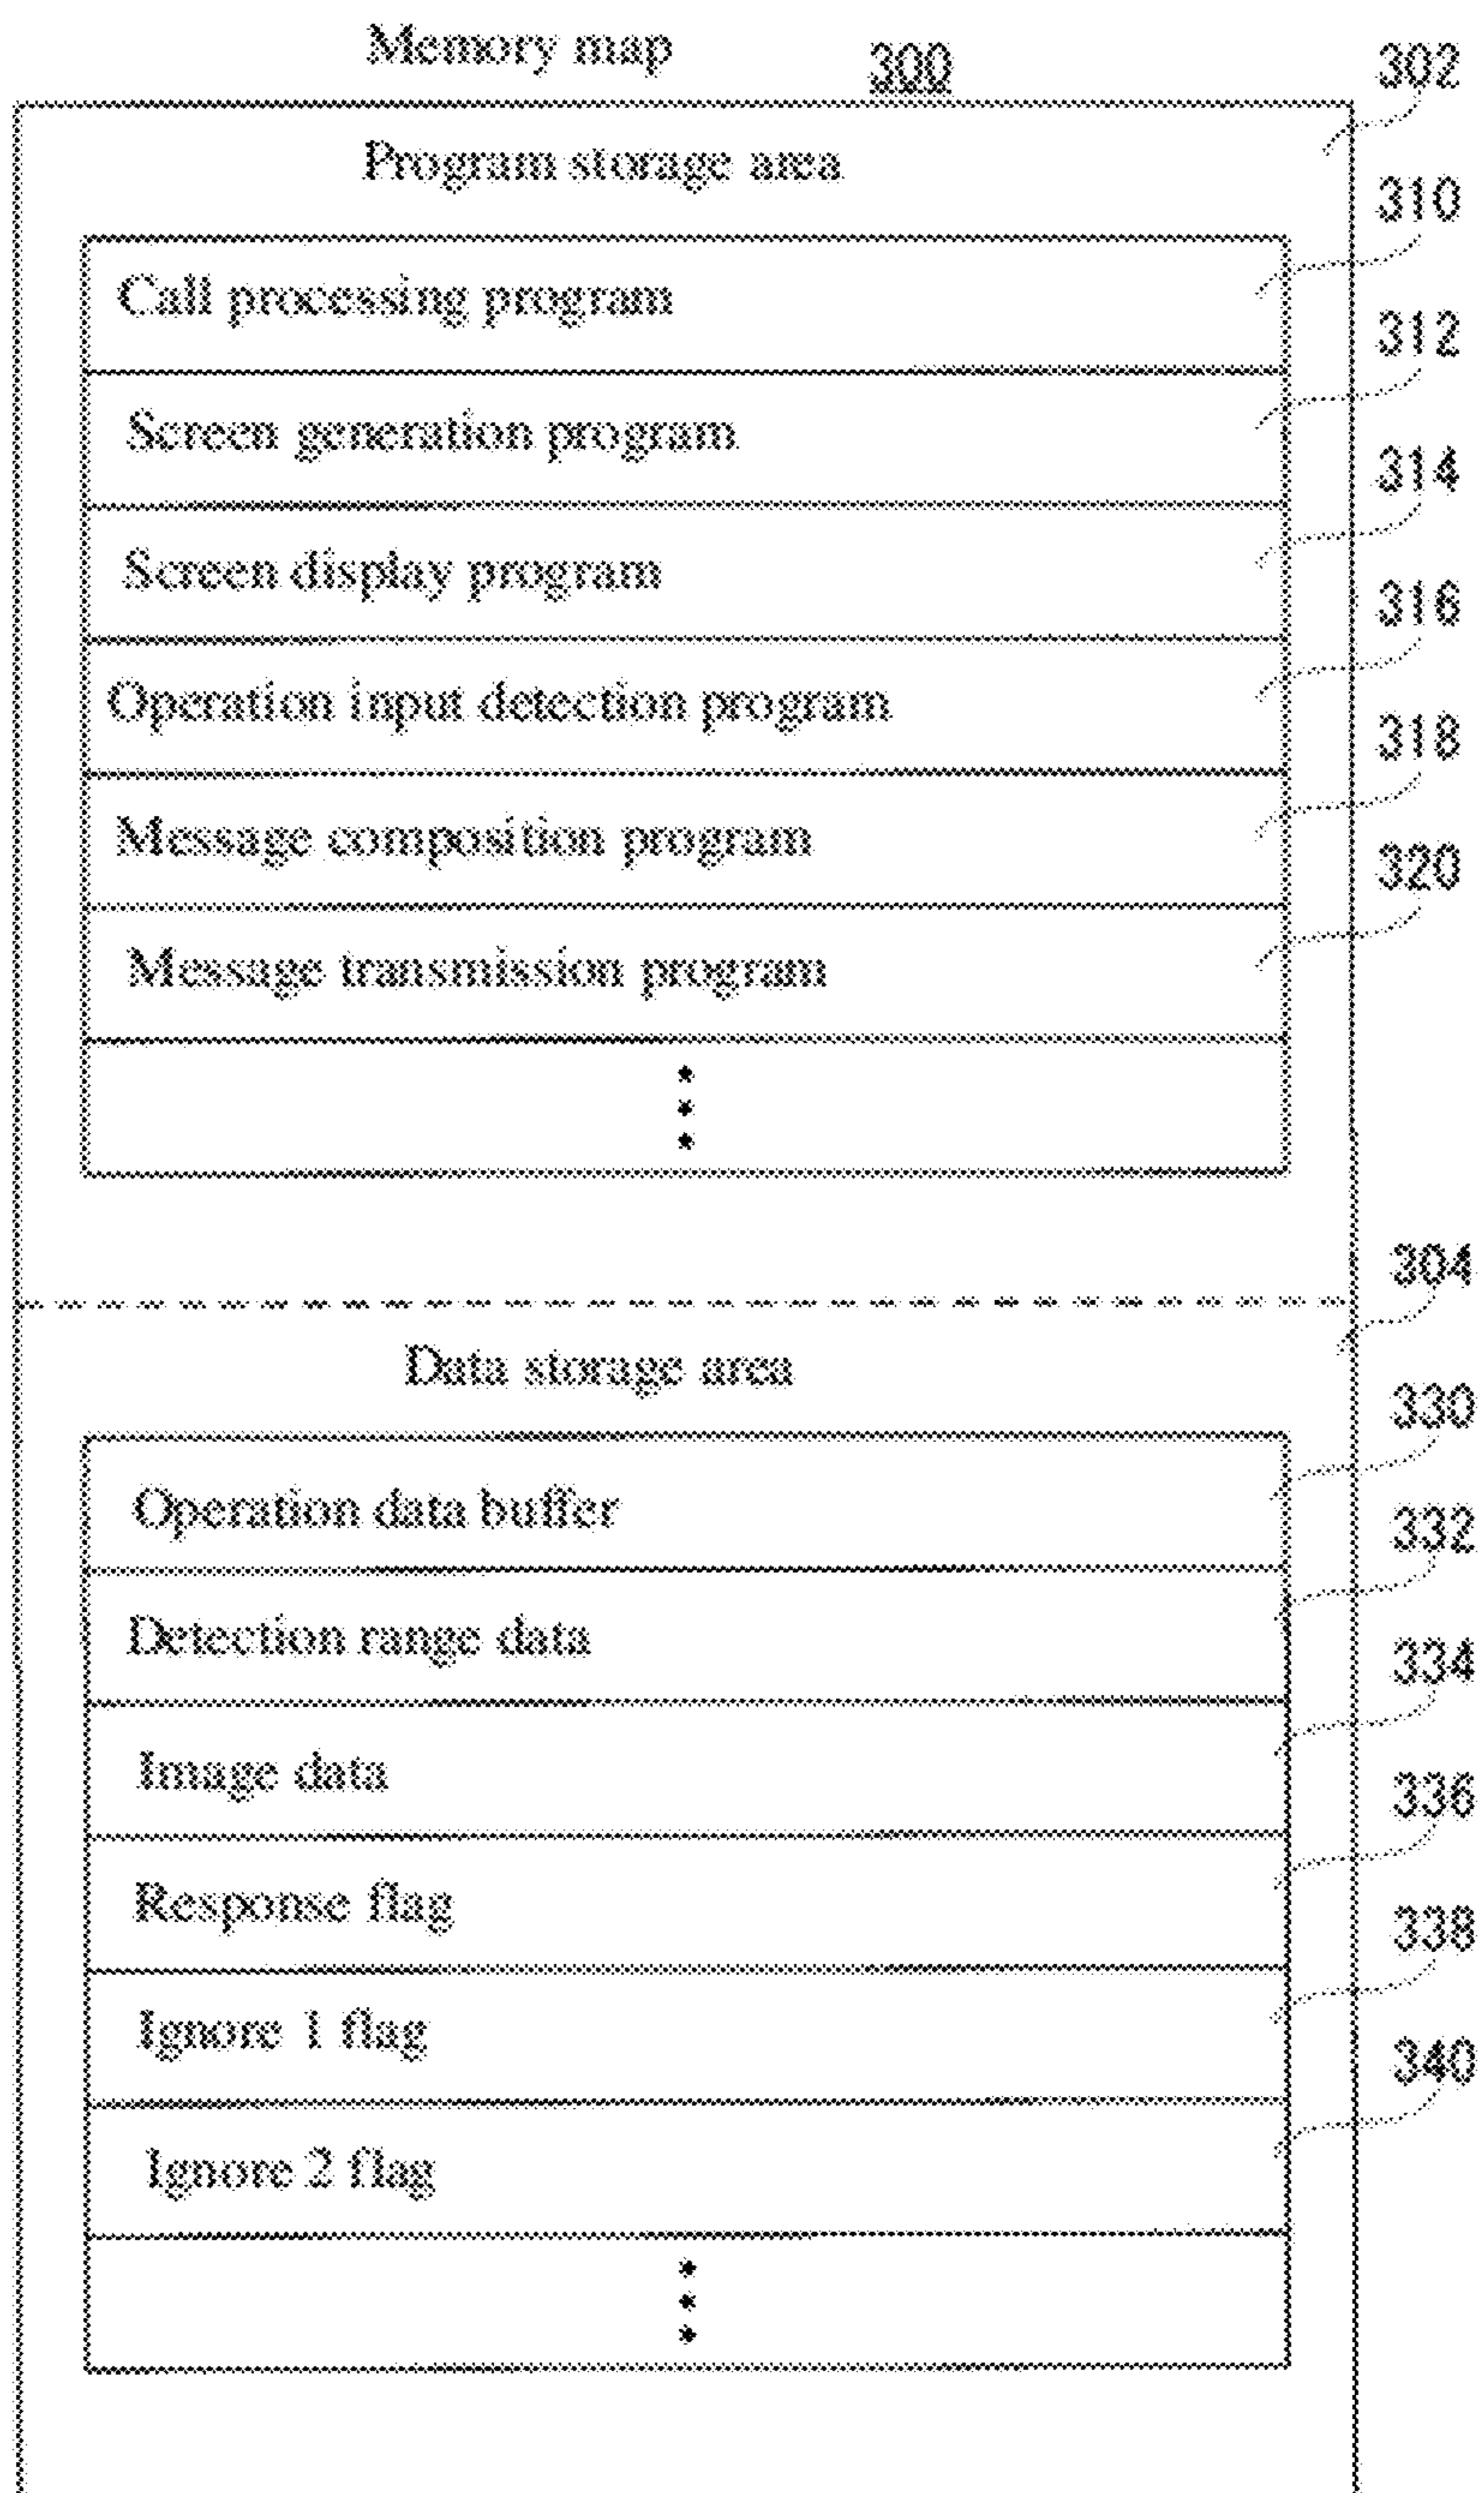 Memory map 300
302
Program storage area
310
Call processing program
312
Screen generation program
314
Screen display program
316
Operation input detection program
318
Message composition program
320
Message transmission program
304
Data storage area
330
Operation data buffer
332
Detection range data
334
Image data
336
Response flag
338
Ignore 1 flag
340
Ignore 2 flag